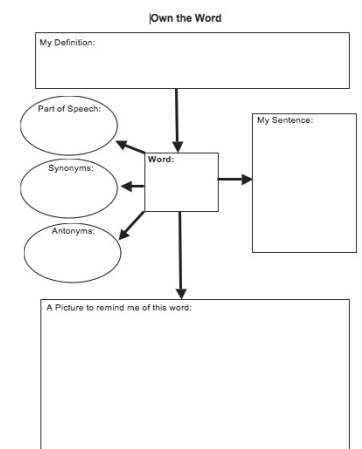 Own the Word
My Definition:
Part of Speech:
My Sentence:
Word:
Synonyms:
Antonyms:
A Picture to remind me of this word: